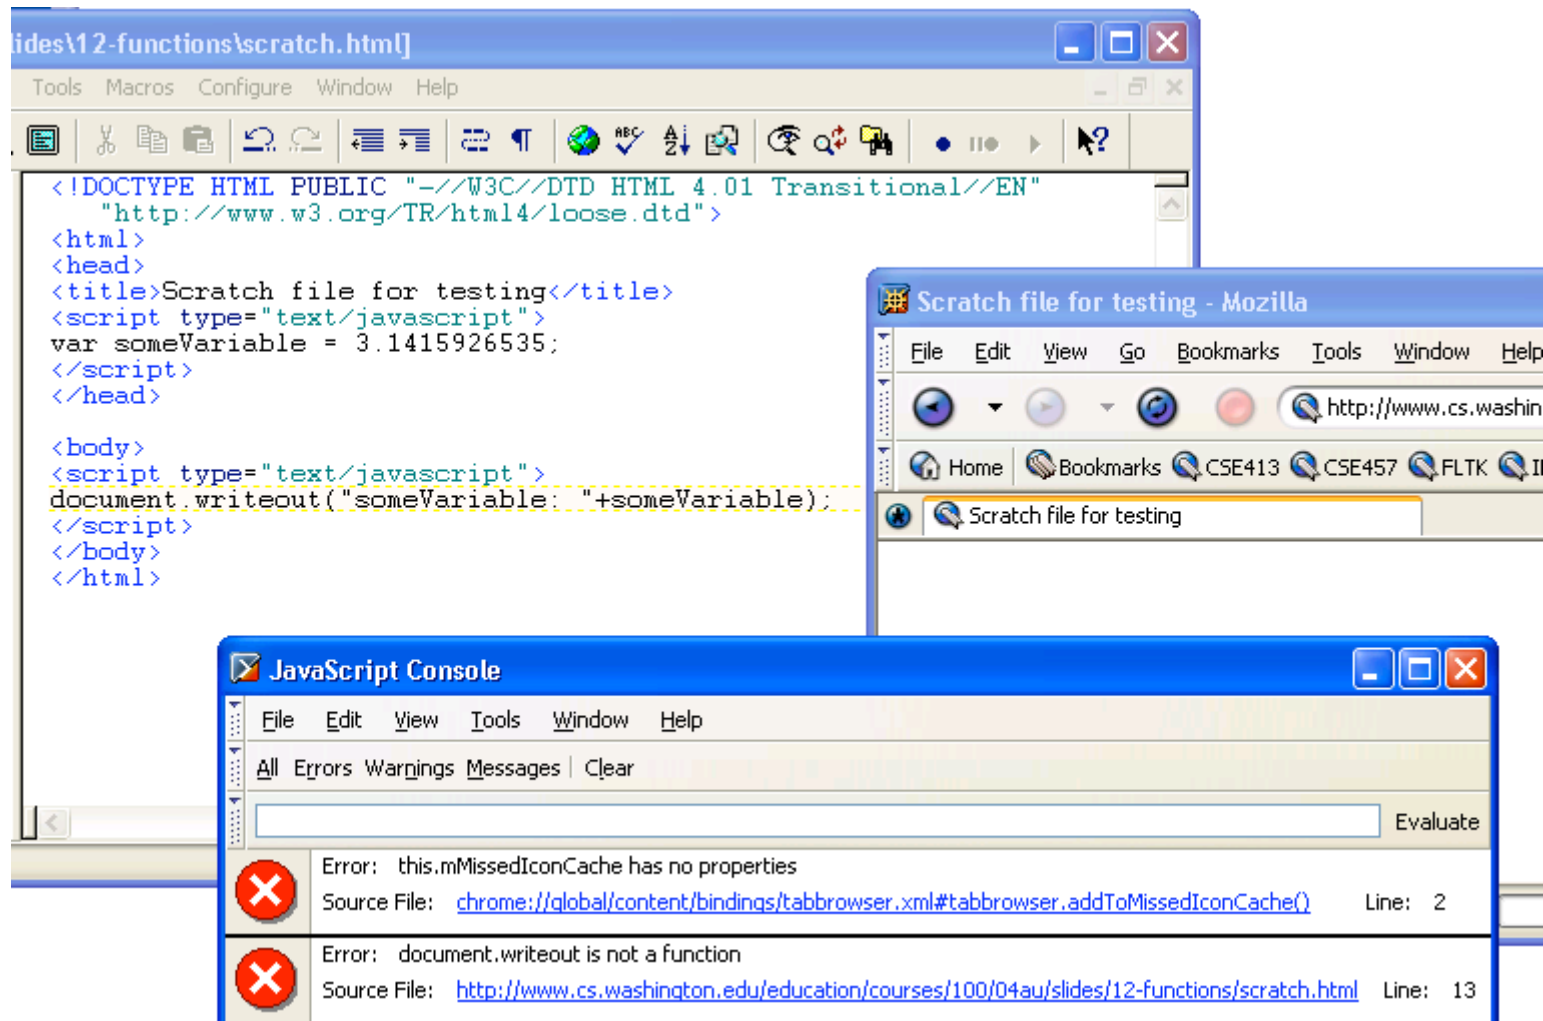 lides\12-functions\scratch.html]
Tools Macros Configure Window Help
ABC
A
Z
?
<!DOCTYPE HTML PUBLIC "-//W3C//DTD HTML 4.01 Transitional//EN"
"http://www.w3.org/TR/html4/loose.dtd">
<html>
<head>
<title>Scratch file for testing</title>
<script type="text/javascript">
var someVariable = 3.1415926535;
</script>
</head>
<body>
<script type="text/javascript">
document.writeout("someVariable: "+someVariable);
</script>
</body>
</html>
Scratch file for testing - Mozilla
File Edit View Go Bookmarks Tools Window Help
http://www.cs.washin
Home Bookmarks CSE413 CSE457 FLTK
Scratch file for testing
JavaScript Console
File Edit View Tools Window Help
All Errors Warnings Messages Clear
Evaluate
Error: this.mMissedIconCache has no properties
Source File: chrome://global/content/bindings/tabbrowser.xml#tabbrowser.addToMissedIconCache() Line: 2
Error: document.writeout is not a function
Source File: http://www.cs.washington.edu/education/courses/100/04au/slides/12-functions/scratch.html Line: 13